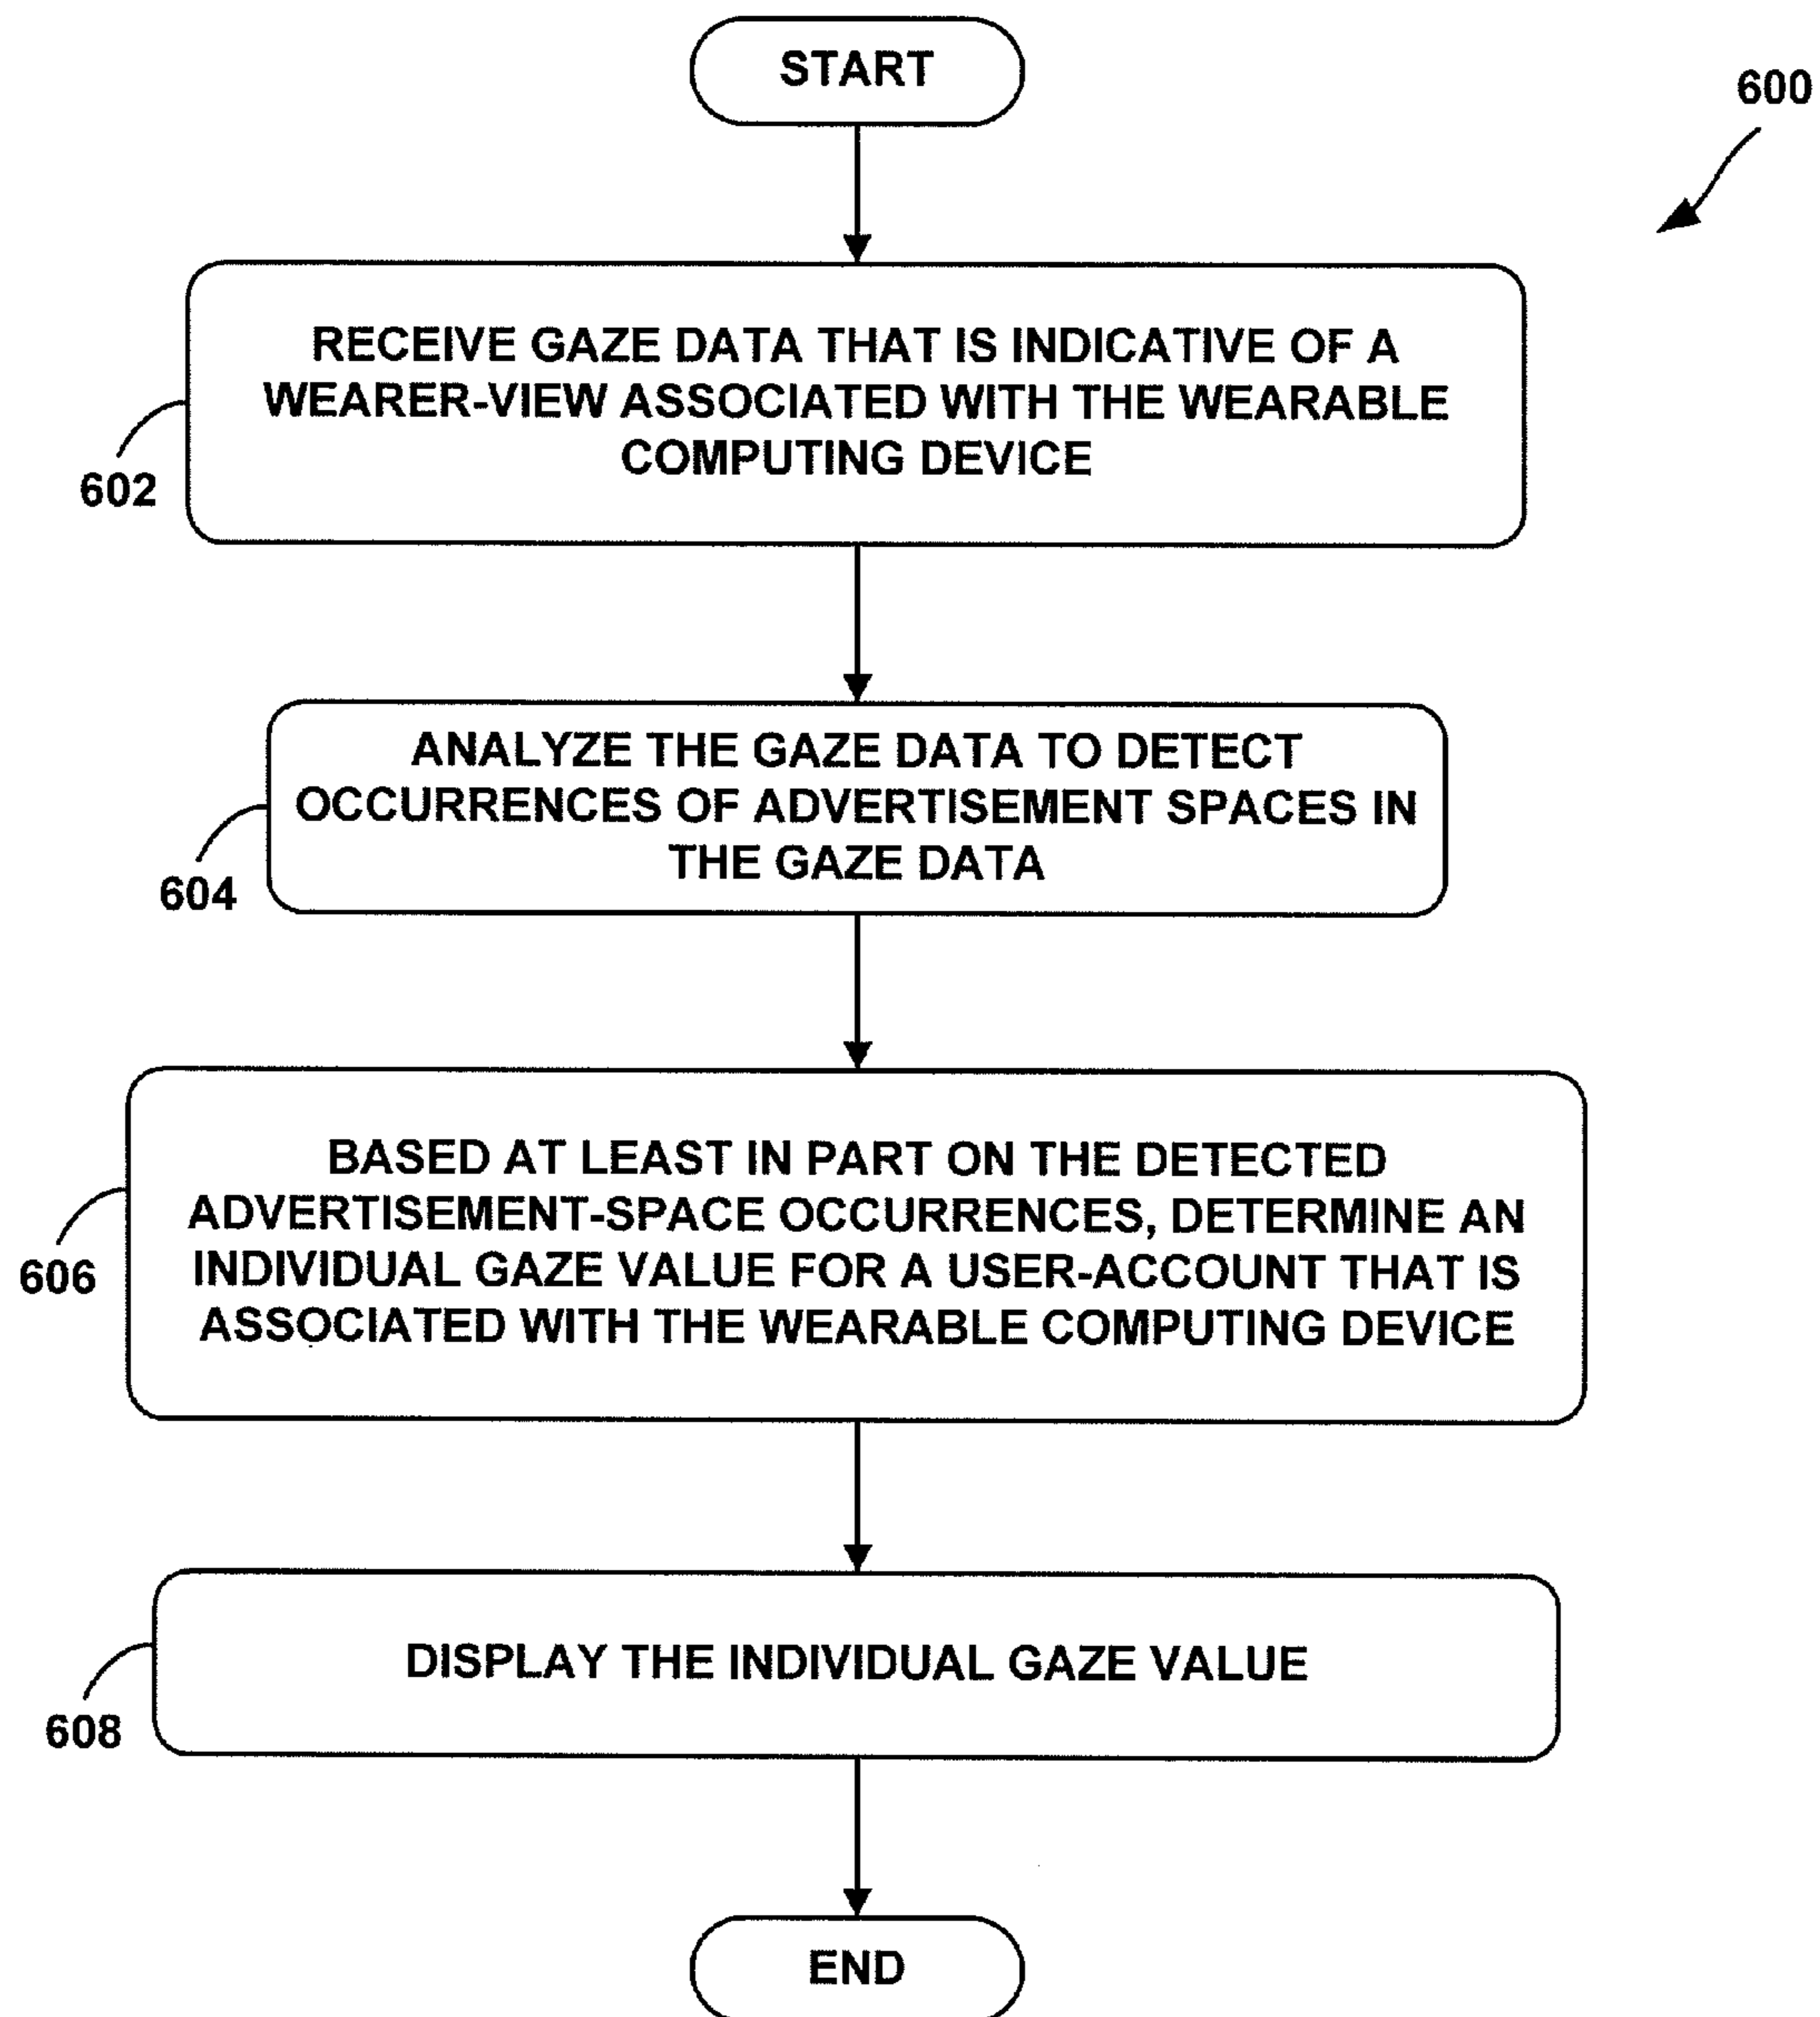 START
600
RECEIVE GAZE DATA THAT IS INDICATIVE OF A
WEARER-VIEW ASSOCIATED WITH THE WEARABLE
COMPUTING DEVICE
602
ANALYZE THE GAZE DATA TO DETECT
OCCURRENCES OF ADVERTISEMENT SPACES IN
THE GAZE DATA
604
BASED AT LEAST IN PART ON THE DETECTED
ADVERTISEMENT-SPACE OCCURRENCES, DETERMINE AN
INDIVIDUAL GAZE VALUE FOR A USER-ACCOUNT THAT IS
ASSOCIATED WITH THE WEARABLE COMPUTING DEVICE
606
DISPLAY THE INDIVIDUAL GAZE VALUE
608
END